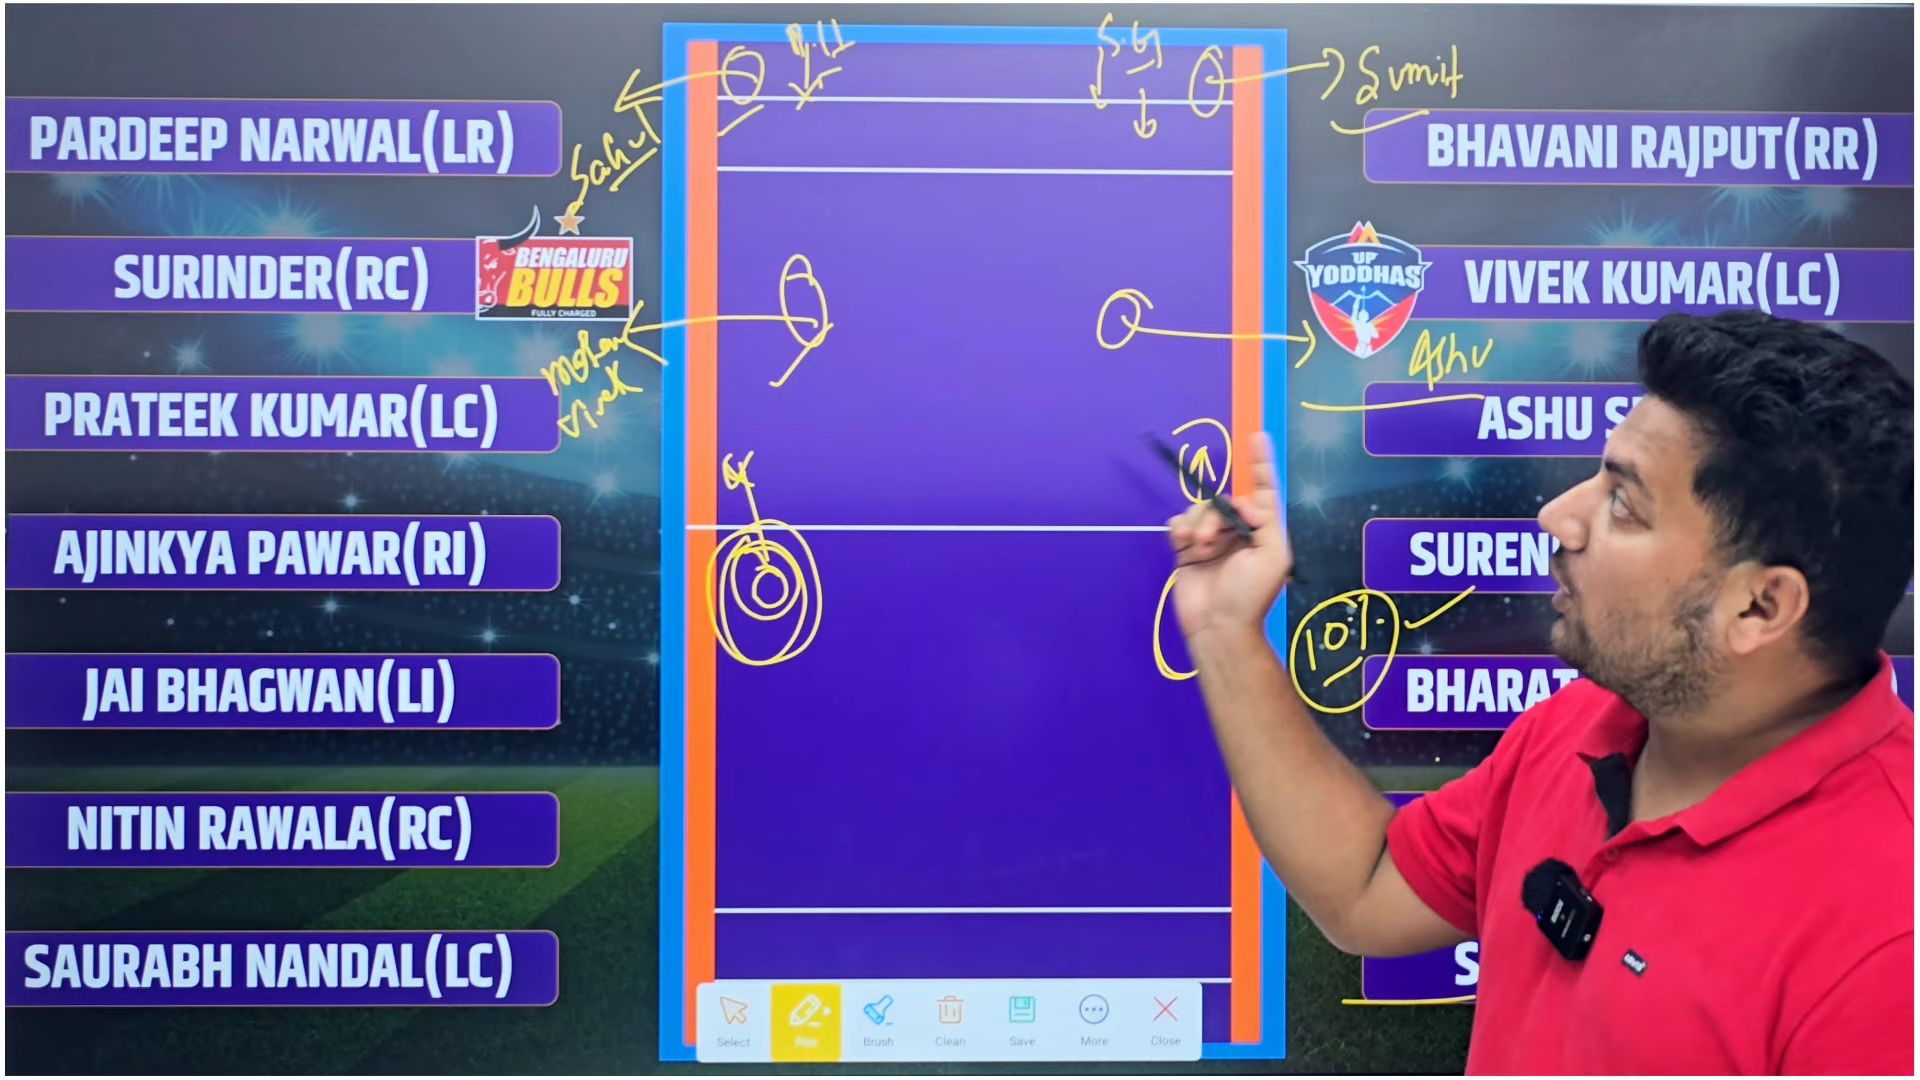 PARDEEP NARWAL(LR)
SURINDER(RC)
BENGALURU
BULLS
FULLY CHARGED
PRATEEK KUMAR(LC)
AJINKYA PAWAR(RI)
JAI BHAGWAN(LI)
NITIN RAWALA(RC)
SAURABH NANDAL(LC)
S.G
Sumit
BHAVANI RAJPUT(RR)
UP
YODDHAS
VIVEK KUMAR(LC)
Ashu
ASHU S
SUREN
10%
BHARAT
S
Select
Pen
Brush
Clean
Save
More
Close